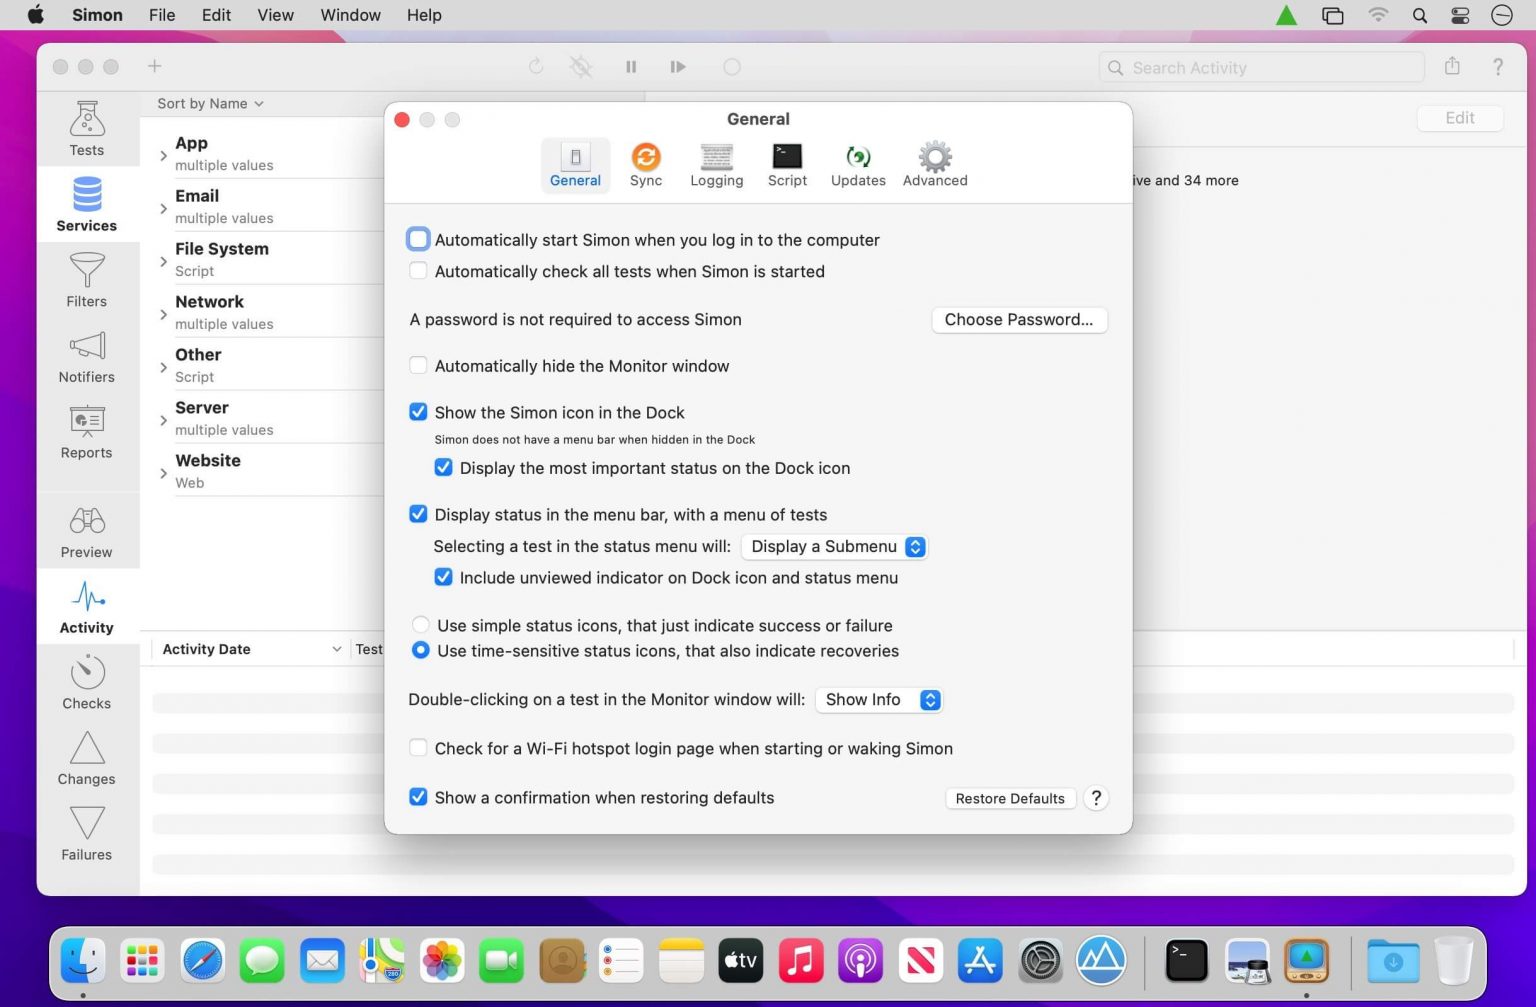 Simon File Edit View Window Help
Search Activity
Sort by Name
Edit
Tests
Services
Filters
Notifiers
Reports
Preview
Activity
Checks
Changes
Failures
App
multiple values
Email
multiple values
File System
Script
Network
multiple values
Other
Script
Server
multiple values
Website
Web
ive and 34 more
Activity Date
Test
General
General Sync Logging Script Updates Advanced
Automatically start Simon when you log in to the computer
Automatically check all tests when Simon is started
A password is not required to access Simon Choose Password...
Automatically hide the Monitor window
Show the Simon icon in the Dock
Simon does not have a menu bar when hidden in the Dock
Display the most important status on the Dock icon
Display status in the menu bar, with a menu of tests
Selecting a test in the status menu will: Display a Submenu
Include unviewed indicator on Dock icon and status menu
Use simple status icons, that just indicate success or failure
Use time-sensitive status icons, that also indicate recoveries
Double-clicking on a test in the Monitor window will: Show Info
Check for a Wi-Fi hotspot login page when starting or waking Simon
Show a confirmation when restoring defaults Restore Defaults ?
tv